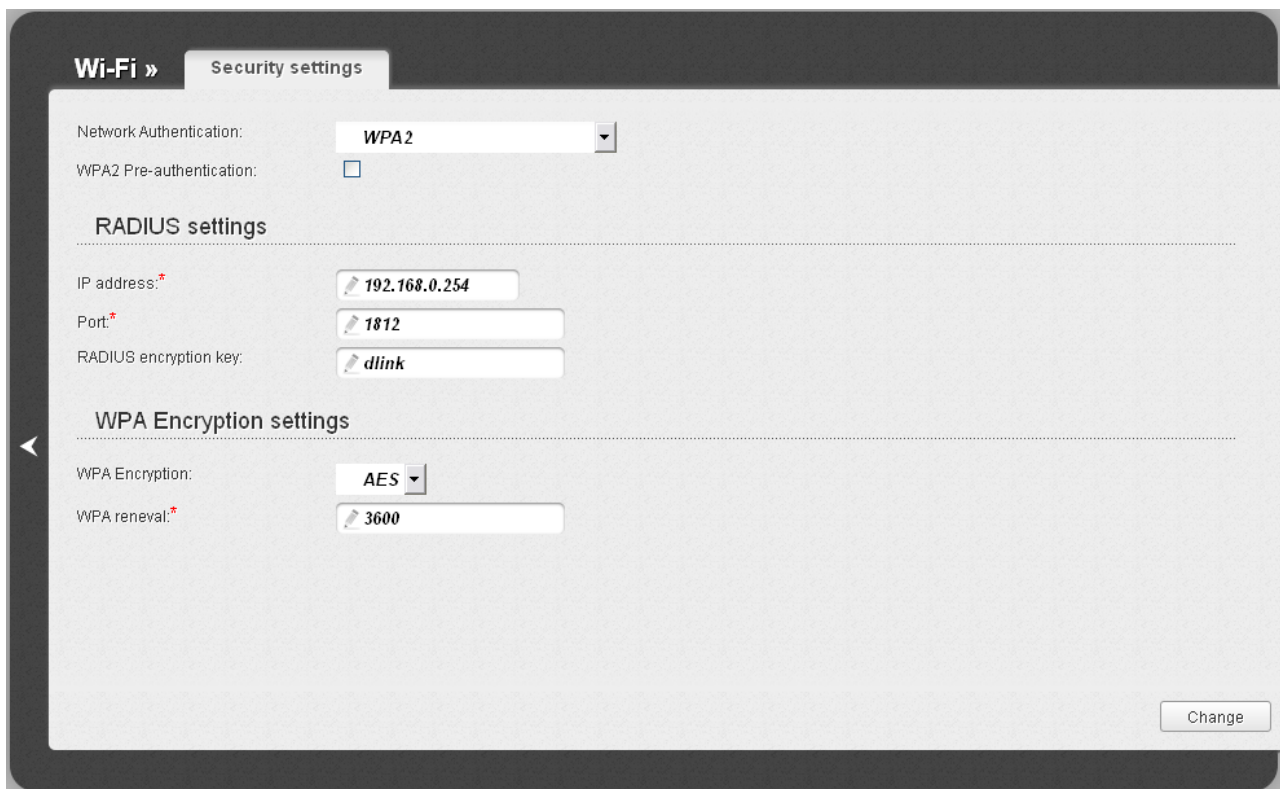 Wi-Fi » Security settings
Network Authentication: WPA2
WPA2 Pre-authentication:
RADIUS settings
IP address:* 192.168.0.254
Port:* 1812
RADIUS encryption key: dlink
WPA Encryption settings
WPA Encryption: AES
WPA reneval:* 3600
Change